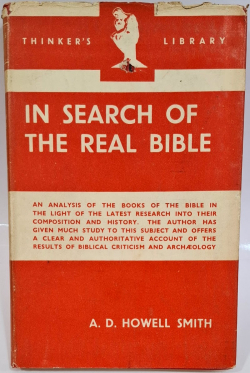 THINKER'S LIBRARY
IN SEARCH OF
THE REAL BIBLE
AN ANALYSIS OF THE BOOKS OF THE BIBLE IN
THE LIGHT OF THE LATEST RESEARCH INTO THEIR
COMPOSITION AND HISTORY. THE AUTHOR HAS
GIVEN MUCH STUDY TO THIS SUBJECT AND OFFERS
A CLEAR AND AUTHORITATIVE ACCOUNT OF THE
RESULTS OF BIBLICAL CRITICISM AND ARCHÆOLOGY
A. D. HOWELL SMITH